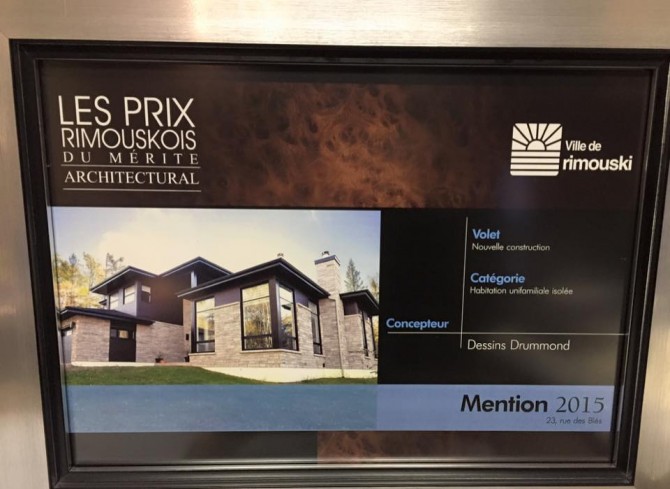 LES PRIX
RIMOUSKOIS
DU MÉRITE
ARCHITECTURAL
Ville de
rimouski
Volet
Nouvelle construction
Catégorie
Habitation unifamiliale isolée
Concepteur
Dessins Drummond
Mention 2015
23, rue des Blés